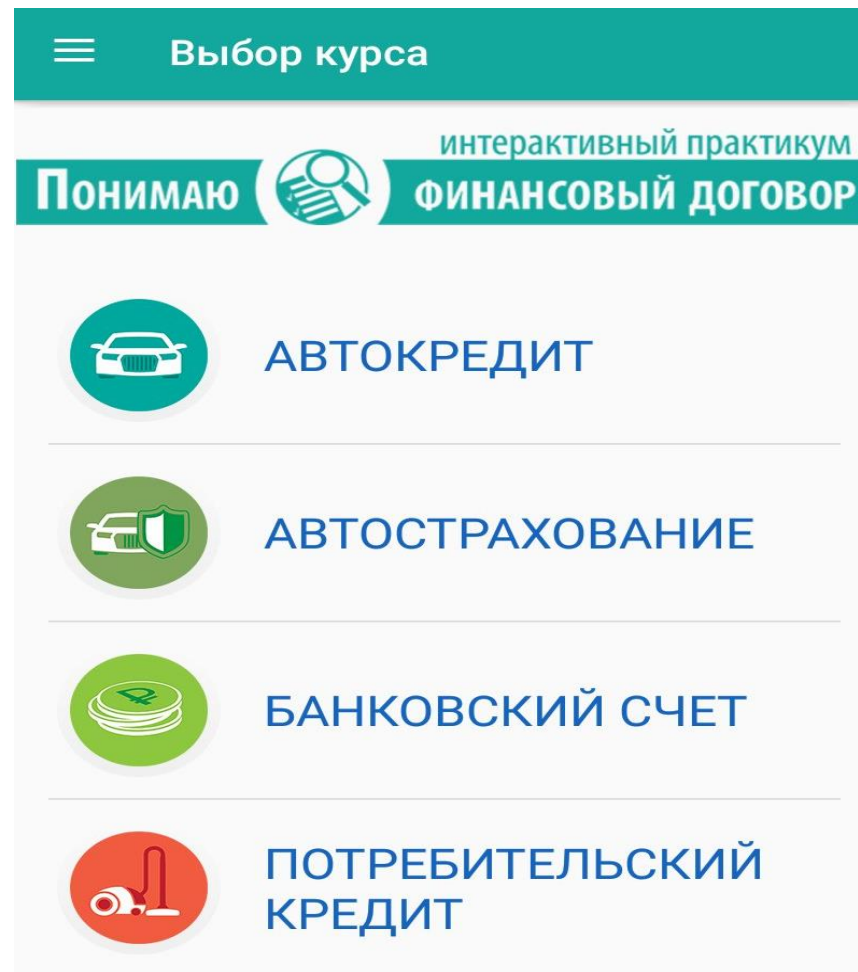 Выбор курса
интерактивный практикум
Понимаю финансовый договор
АВТОКРЕДИТ
АВТОСТРАХОВАНИЕ
БАНКОВСКИЙ СЧЕТ
ПОТРЕБИТЕЛЬСКИЙ
КРЕДИТ